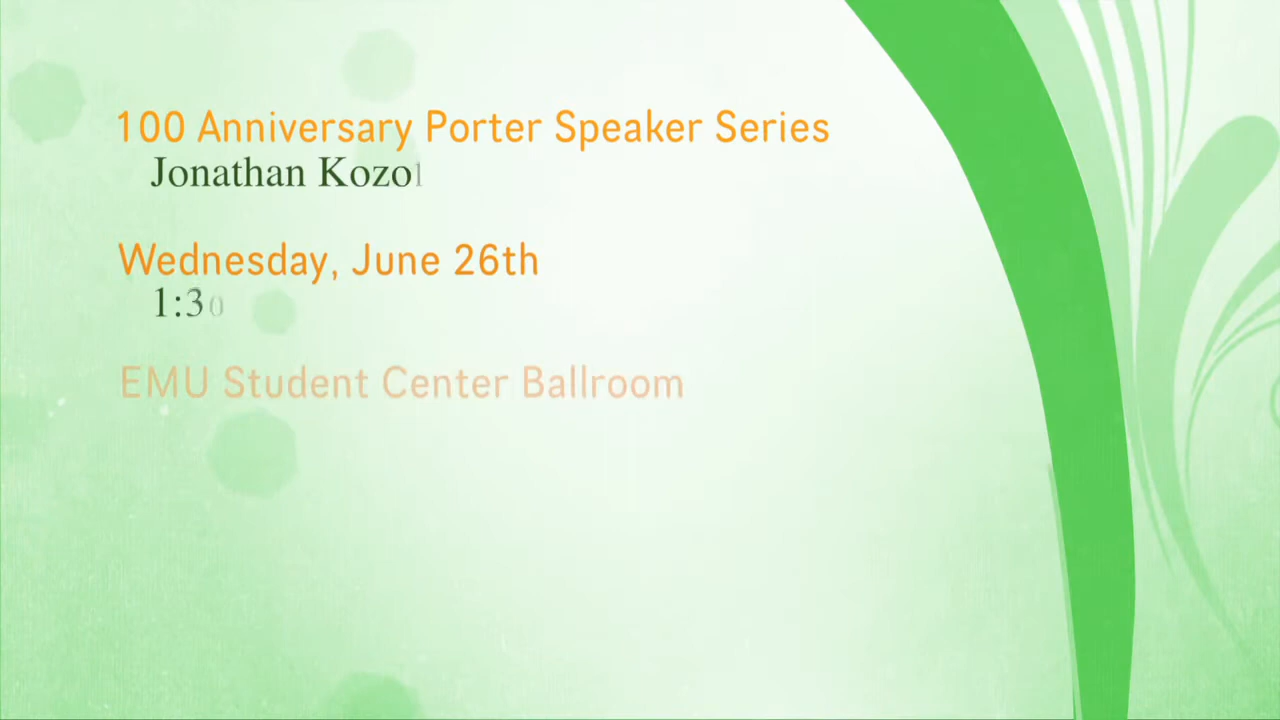 100 Anniversary Porter Speaker Series
Jonathan Kozol
Wednesday, June 26th
1:30
EMU Student Center Ballroom